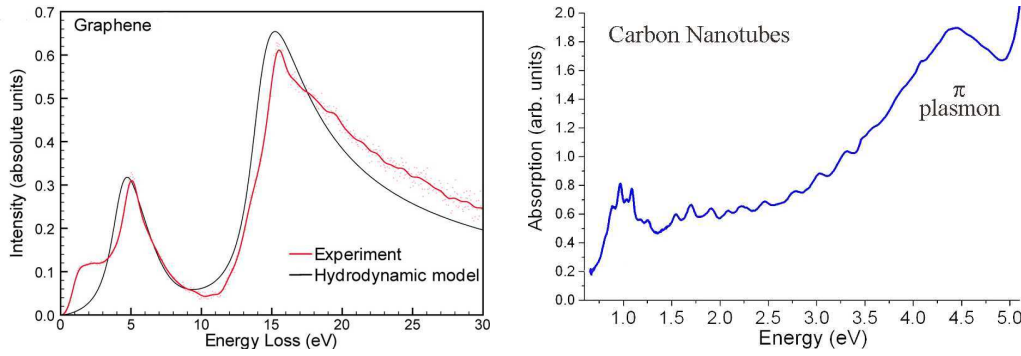 Graphene
Intensity (absolute units)
0.7
0.6
0.5
0.4
0.3
0.2
0.1
0.0
Experiment
Hydrodynamic model
0 5 10 15 20 25 30
Energy Loss (eV)
Carbon Nanotubes
Absorption (arb. units)
2.0
1.8
1.6
1.4
1.2
1.0
0.8
0.6
0.4
0.2
0.0
π
plasmon
1.0 1.5 2.0 2.5 3.0 3.5 4.0 4.5 5.0
Energy (eV)